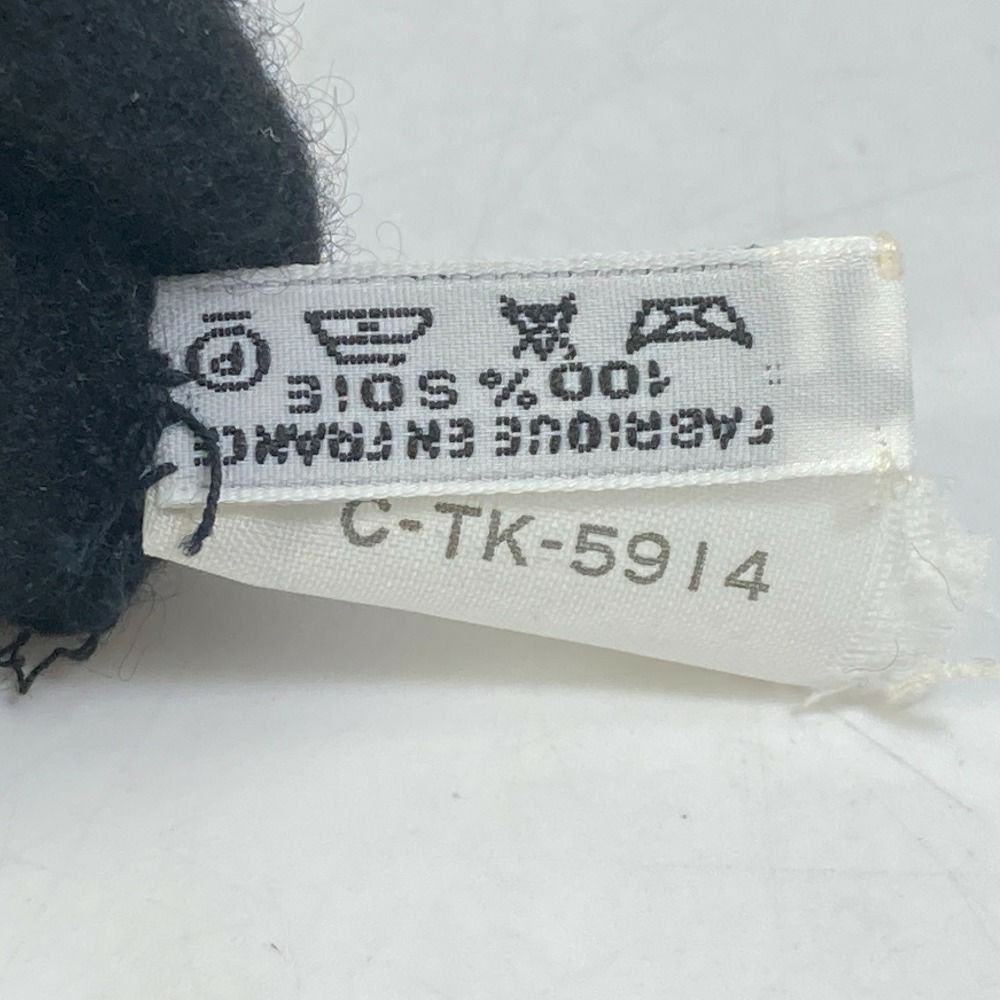 FABRIQUE EN FRANCE
100% SOIE
P
C-TK-5914